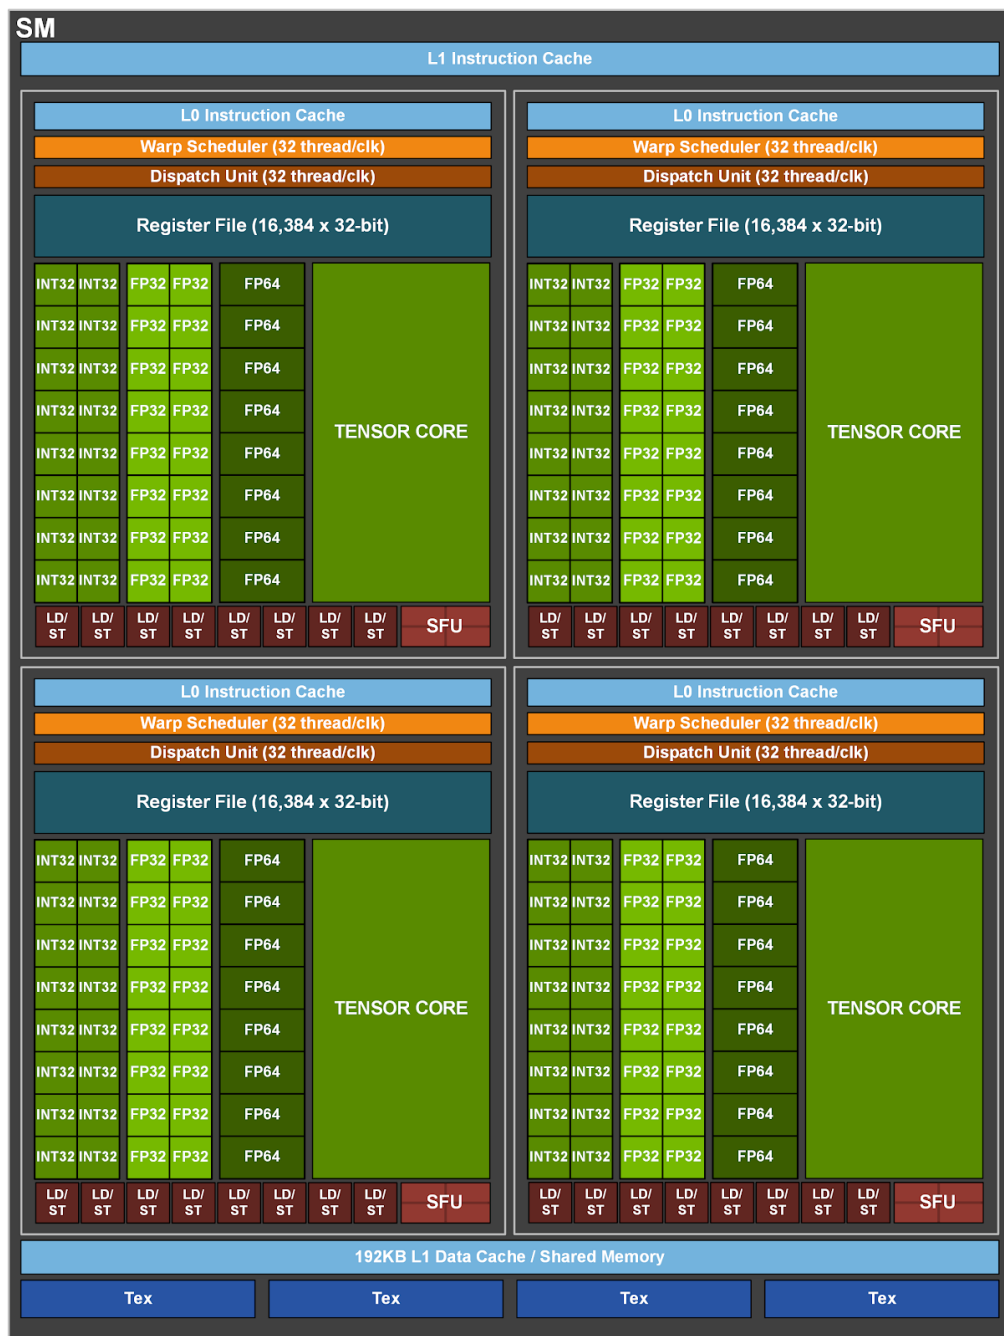 SM
L1 Instruction Cache
L0 Instruction Cache
Warp Scheduler (32 thread/clk)
Dispatch Unit (32 thread/clk)
Register File (16,384 x 32-bit)
INT32 INT32 FP32 FP32 FP64
INT32 INT32 FP32 FP32 FP64
INT32 INT32 FP32 FP32 FP64
INT32 INT32 FP32 FP32 FP64
TENSOR CORE
INT32 INT32 FP32 FP32 FP64
INT32 INT32 FP32 FP32 FP64
INT32 INT32 FP32 FP32 FP64
INT32 INT32 FP32 FP32 FP64
LD/ LD/ LD/ LD/ LD/ LD/ LD/ LD/
ST ST ST ST ST ST ST ST
SFU
L0 Instruction Cache
Warp Scheduler (32 thread/clk)
Dispatch Unit (32 thread/clk)
Register File (16,384 x 32-bit)
INT32 INT32 FP32 FP32 FP64
INT32 INT32 FP32 FP32 FP64
INT32 INT32 FP32 FP32 FP64
INT32 INT32 FP32 FP32 FP64
TENSOR CORE
INT32 INT32 FP32 FP32 FP64
INT32 INT32 FP32 FP32 FP64
INT32 INT32 FP32 FP32 FP64
INT32 INT32 FP32 FP32 FP64
LD/ LD/ LD/ LD/ LD/ LD/ LD/ LD/
ST ST ST ST ST ST ST ST
SFU
L0 Instruction Cache
Warp Scheduler (32 thread/clk)
Dispatch Unit (32 thread/clk)
Register File (16,384 x 32-bit)
INT32 INT32 FP32 FP32 FP64
INT32 INT32 FP32 FP32 FP64
INT32 INT32 FP32 FP32 FP64
INT32 INT32 FP32 FP32 FP64
TENSOR CORE
INT32 INT32 FP32 FP32 FP64
INT32 INT32 FP32 FP32 FP64
INT32 INT32 FP32 FP32 FP64
INT32 INT32 FP32 FP32 FP64
LD/ LD/ LD/ LD/ LD/ LD/ LD/ LD/
ST ST ST ST ST ST ST ST
SFU
L0 Instruction Cache
Warp Scheduler (32 thread/clk)
Dispatch Unit (32 thread/clk)
Register File (16,384 x 32-bit)
INT32 INT32 FP32 FP32 FP64
INT32 INT32 FP32 FP32 FP64
INT32 INT32 FP32 FP32 FP64
INT32 INT32 FP32 FP32 FP64
TENSOR CORE
INT32 INT32 FP32 FP32 FP64
INT32 INT32 FP32 FP32 FP64
INT32 INT32 FP32 FP32 FP64
INT32 INT32 FP32 FP32 FP64
LD/ LD/ LD/ LD/ LD/ LD/ LD/ LD/
ST ST ST ST ST ST ST ST
SFU
192KB L1 Data Cache / Shared Memory
Tex Tex Tex Tex